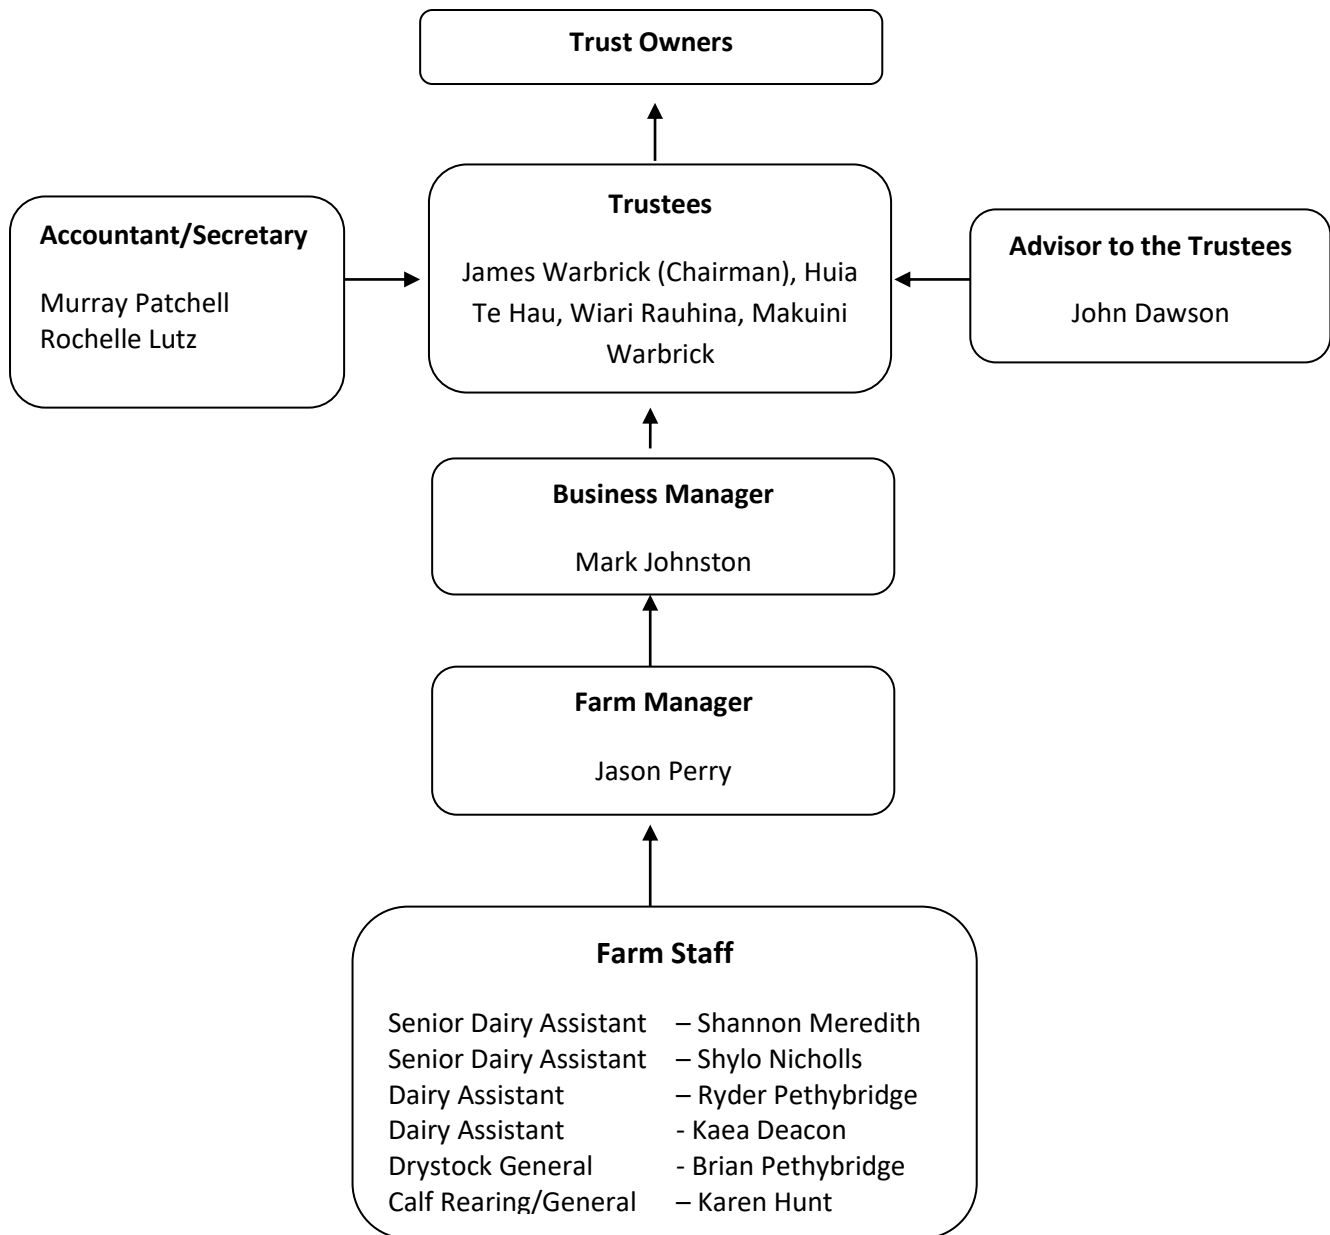 Trust Owners
Trustees
James Warbrick (Chairman), Huia
Te Hau, Wiari Rauhina, Makuini
Warbrick
Accountant/Secretary
Murray Patchell
Rochelle Lutz
Advisor to the Trustees
John Dawson
Business Manager
Mark Johnston
Farm Manager
Jason Perry
Farm Staff
Senior Dairy Assistant – Shannon Meredith
Senior Dairy Assistant – Shylo Nicholls
Dairy Assistant – Ryder Pethybridge
Dairy Assistant - Kaea Deacon
Drystock General - Brian Pethybridge
Calf Rearing/General – Karen Hunt